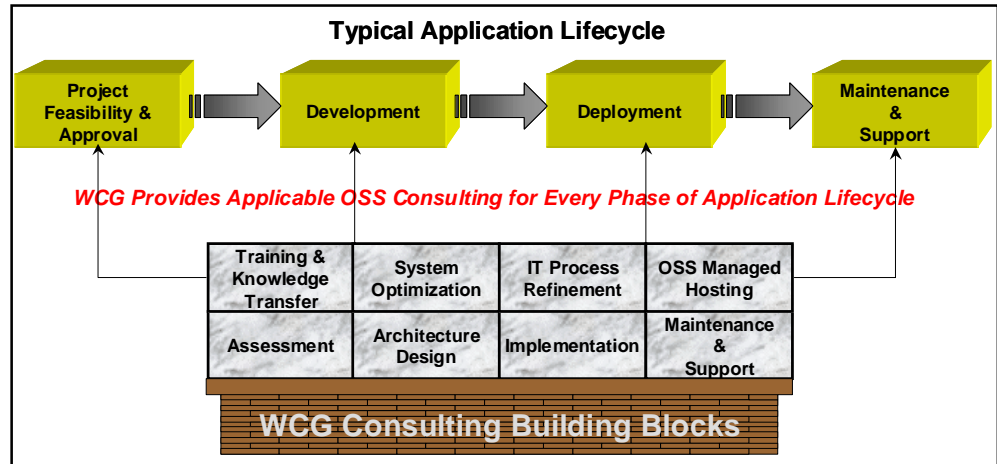 Typical Application Lifecycle
Project
Feasibility &
Approval
Development
Deployment
Maintenance
&
Support
WCG Provides Applicable OSS Consulting for Every Phase of Application Lifecycle
Training &
Knowledge
Transfer
System
Optimization
IT Process
Refinement
OSS Managed
Hosting
Assessment
Architecture
Design
Implementation
Maintenance
&
Support
WCG Consulting Building Blocks